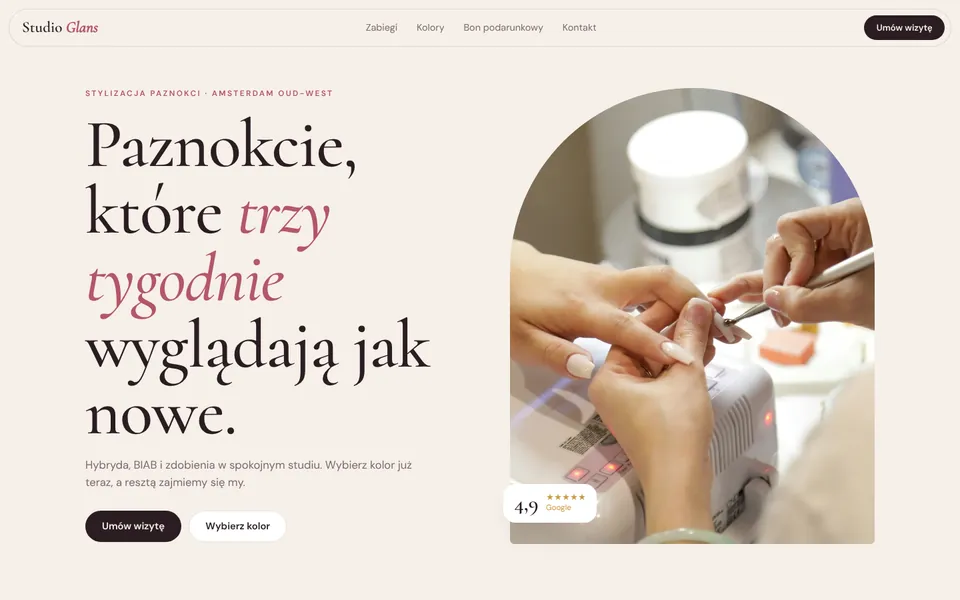 Studio Glans
Zabiegi
Kolory
Bon podarunkowy
Kontakt
Umów wizytę
STYLIZACJA PAZNOKCI · AMSTERDAM OUD-WEST
Paznokcie,
które trzy
tygodnie
wyglądają jak
nowe.
Hybryda, BIAB i zdobienia w spokojnym studiu. Wybierz kolor już
teraz, a resztą zajmiemy się my.
Umów wizytę
Wybierz kolor
4,9
★★★★★
Google